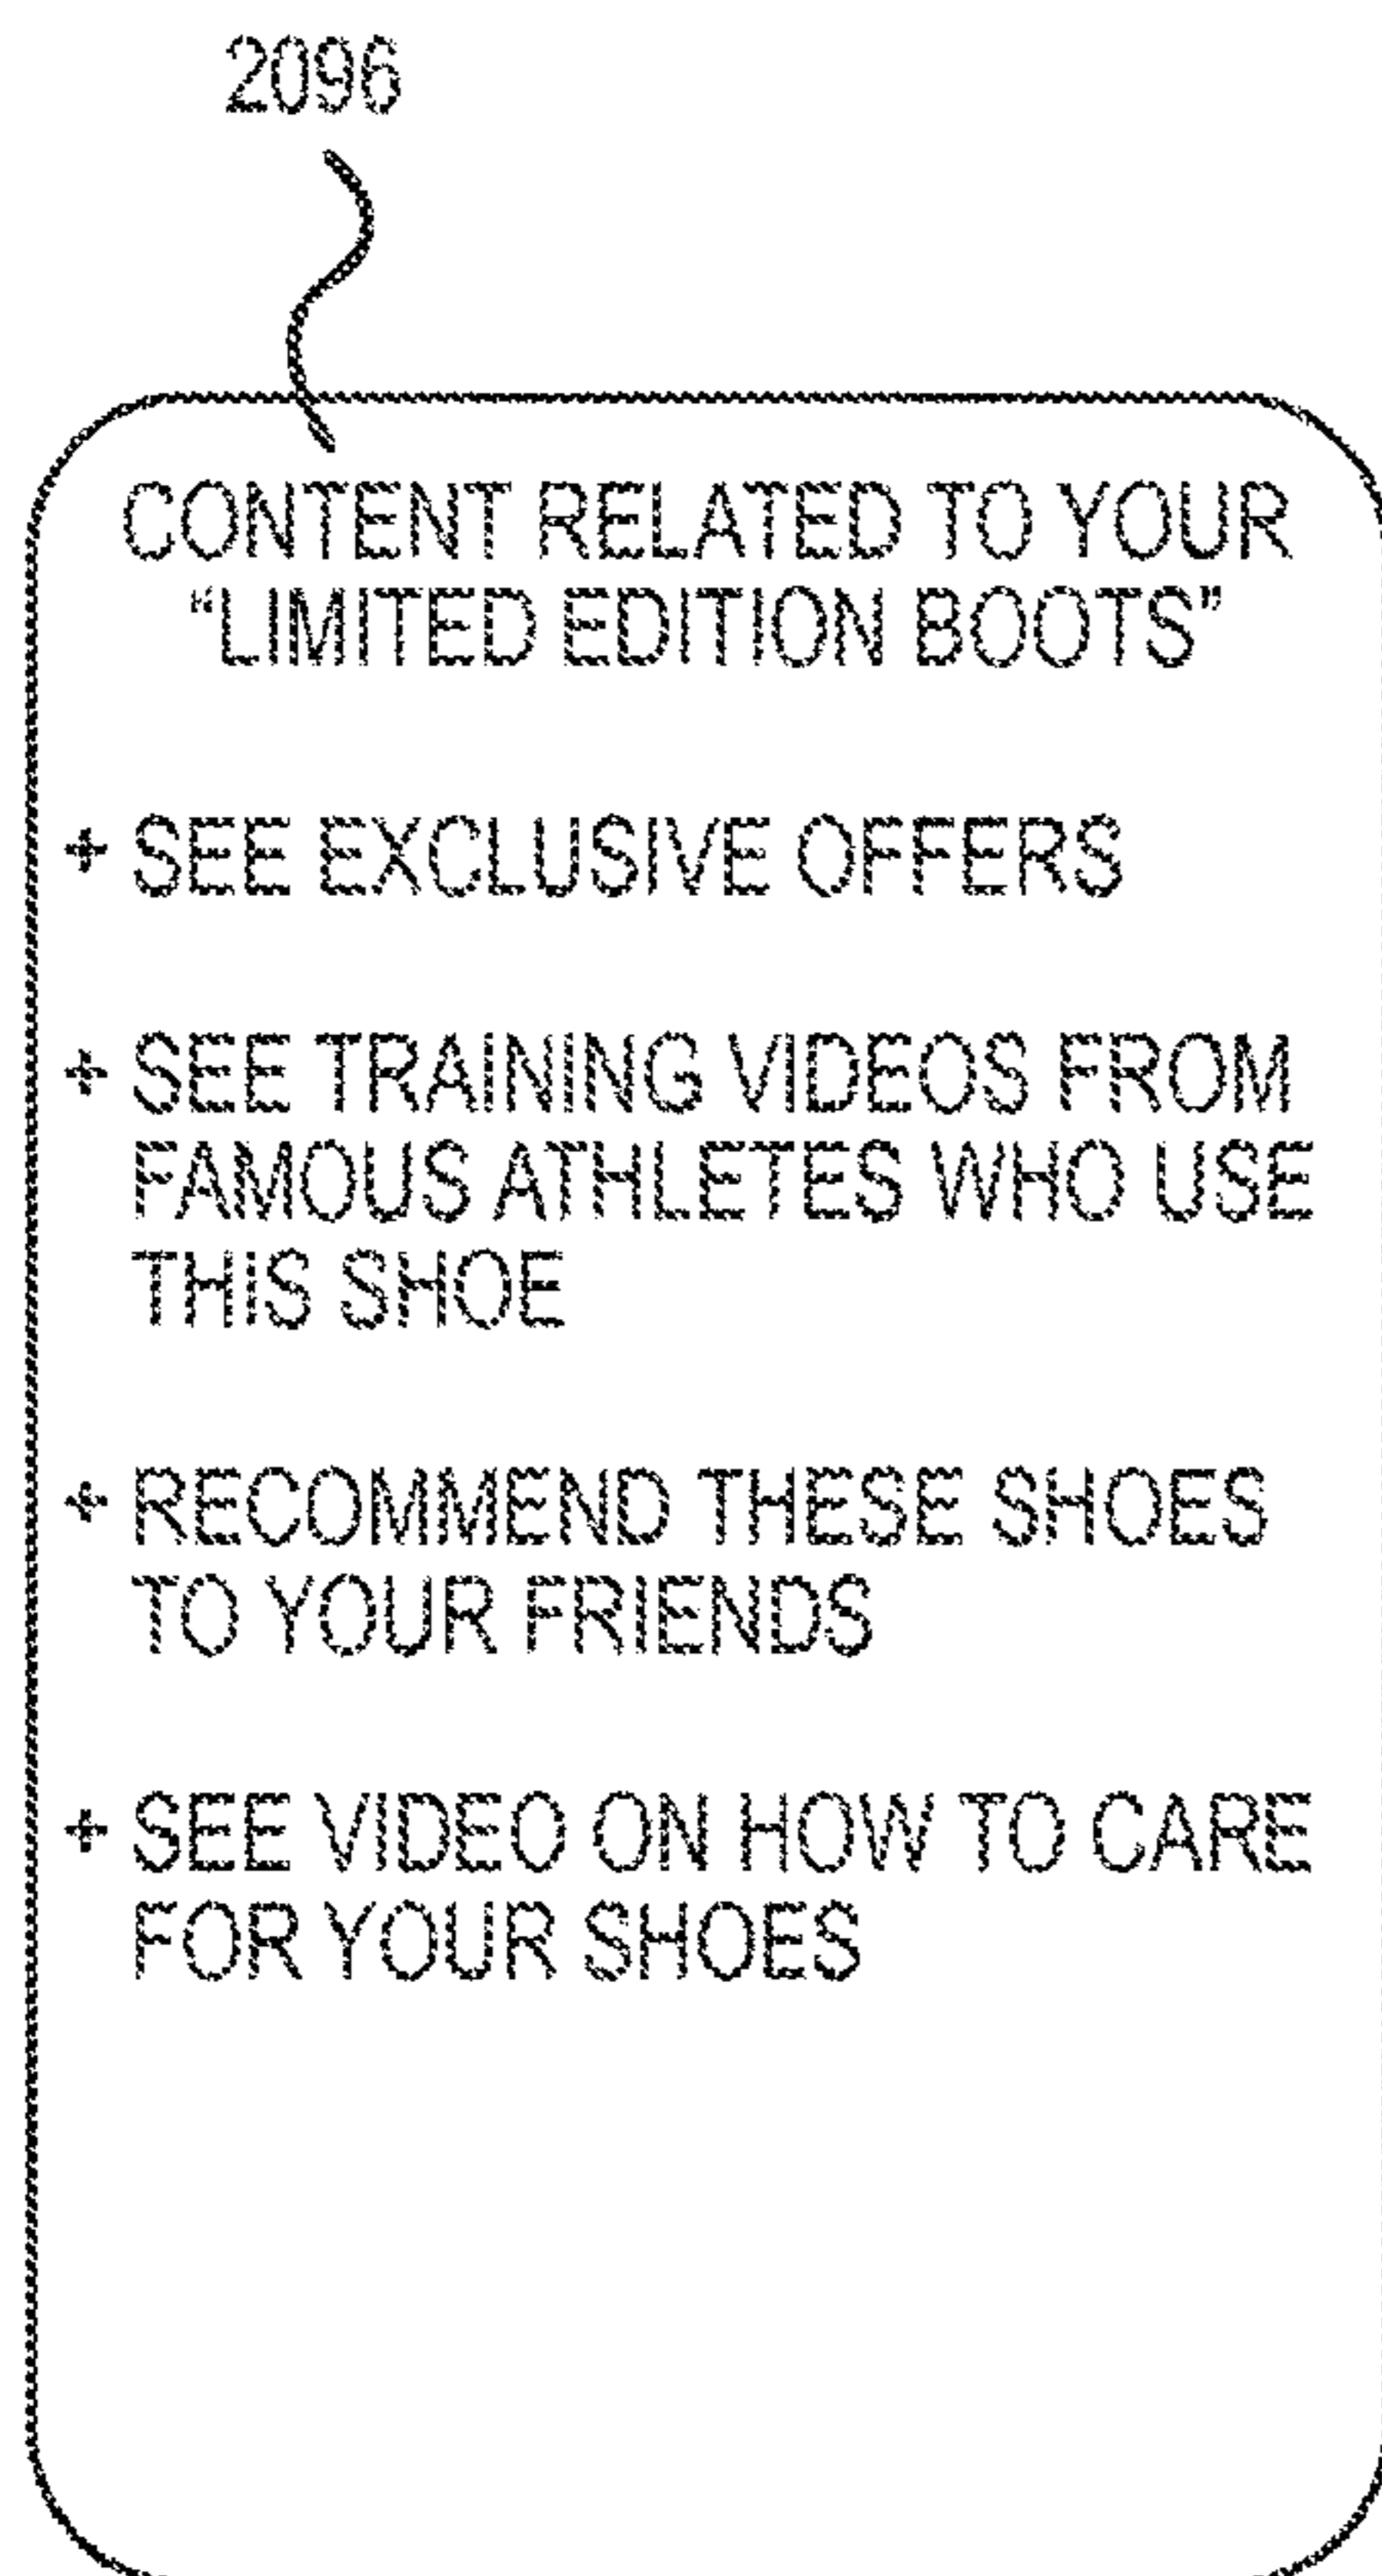 2096
CONTENT RELATED TO YOUR
“LIMITED EDITION BOOTS”
+ SEE EXCLUSIVE OFFERS
+ SEE TRAINING VIDEOS FROM
FAMOUS ATHLETES WHO USE
THIS SHOE
+ RECOMMEND THESE SHOES
TO YOUR FRIENDS
+ SEE VIDEO ON HOW TO CARE
FOR YOUR SHOES